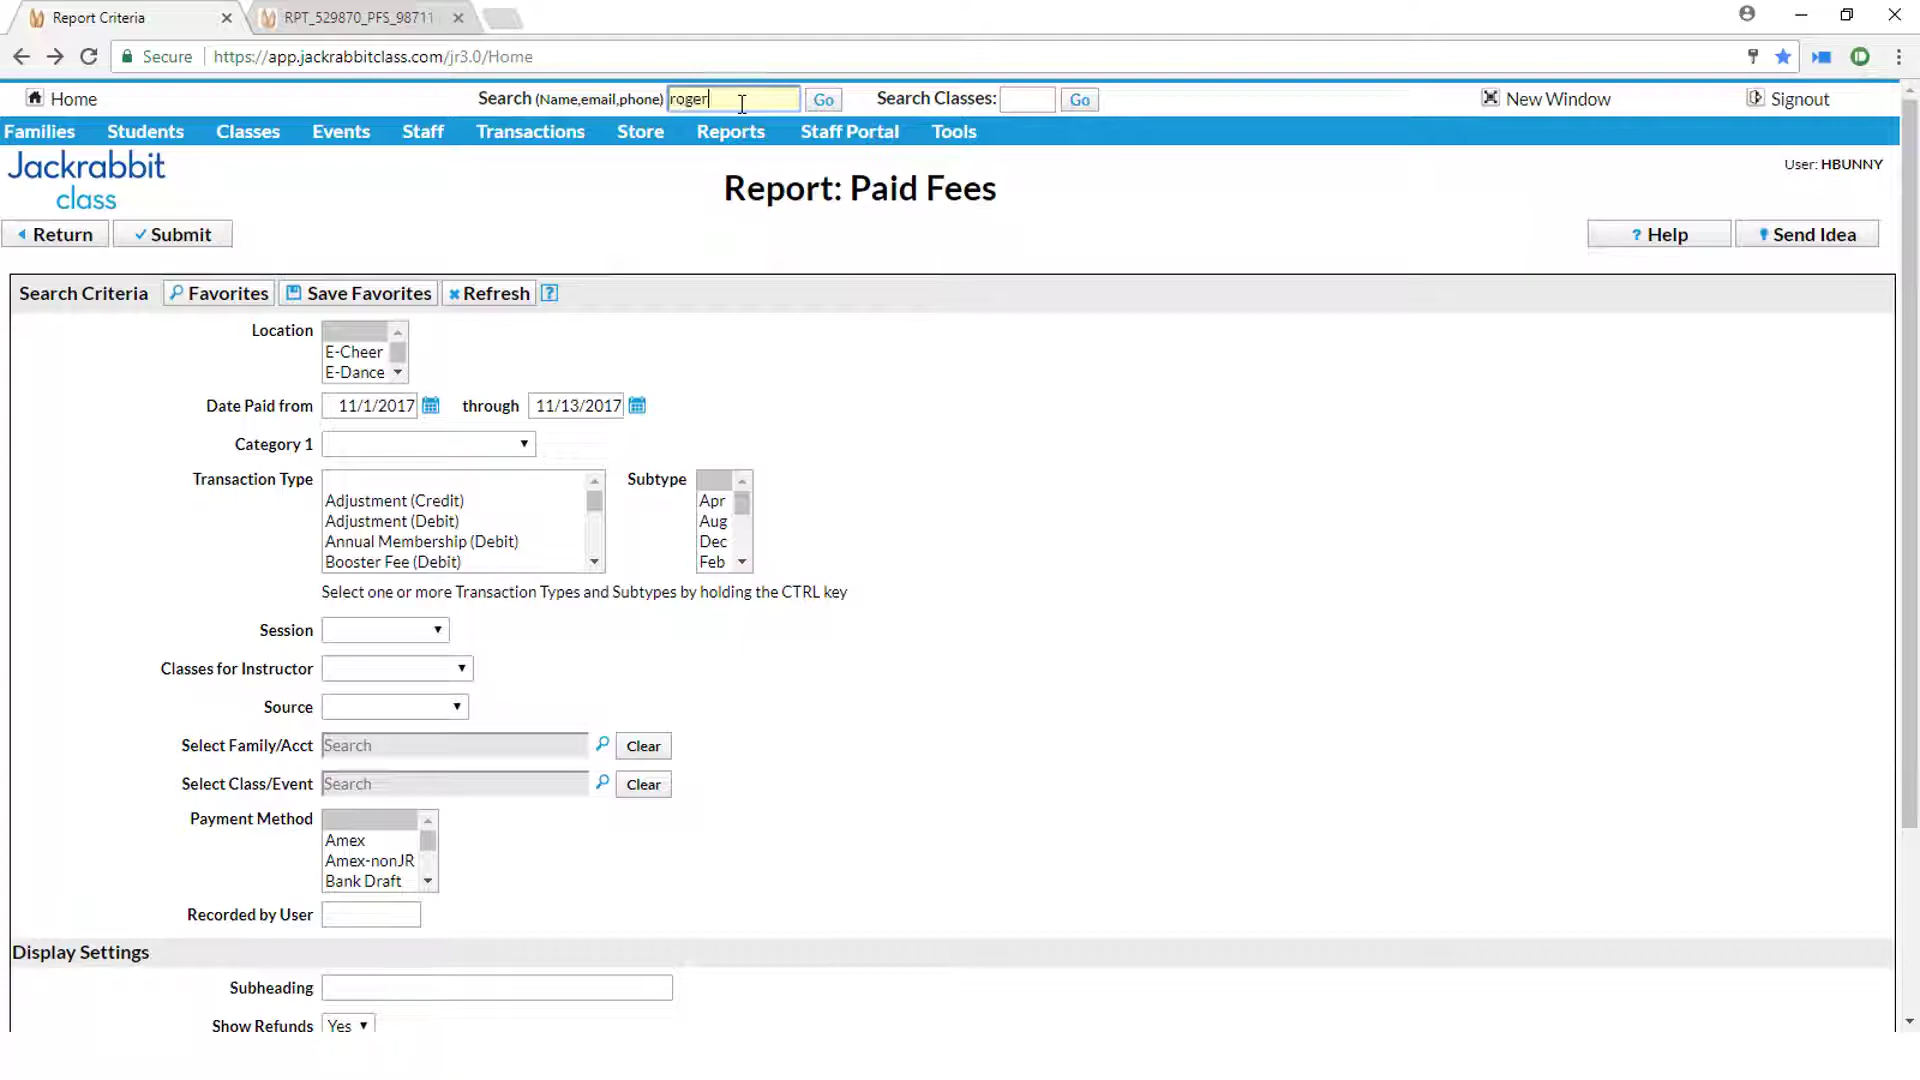 Report Criteria
RPT_529870_PFS_98711
Secure
https://app.jackrabbitclass.com/jr3.0/Home
Home
Search (Name,email,phone) roger Go
Search Classes: Go
New Window
Signout
Families Students Classes Events Staff Transactions Store Reports Staff Portal Tools
Jackrabbit
class
User: HBUNNY
Report: Paid Fees
Return Submit
? Help Send Idea
Search Criteria Favorites Save Favorites Refresh ?
Location
E-Cheer
E-Dance
Date Paid from 11/1/2017 through 11/13/2017
Category 1
Transaction Type
Adjustment (Credit)
Adjustment (Debit)
Annual Membership (Debit)
Booster Fee (Debit)
Subtype
Apr
Aug
Dec
Feb
Select one or more Transaction Types and Subtypes by holding the CTRL key
Session
Classes for Instructor
Source
Select Family/Acct Search Clear
Select Class/Event Search Clear
Payment Method
Amex
Amex-nonJR
Bank Draft
Recorded by User
Display Settings
Subheading
Show Refunds Yes